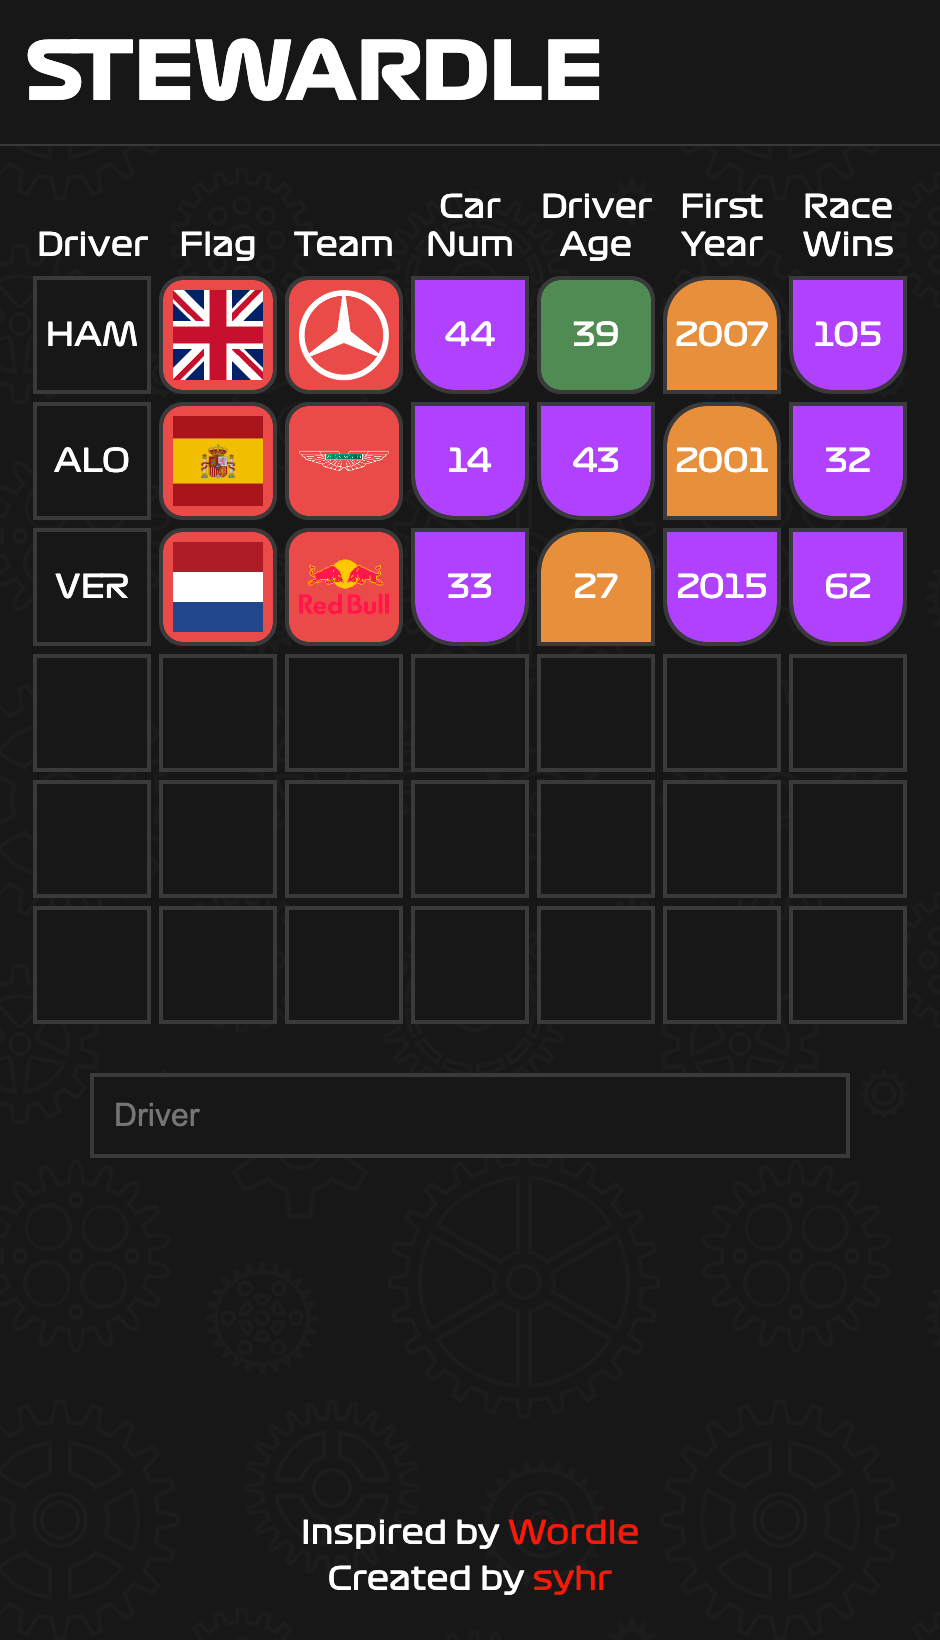 STEWARDLE
Driver Flag Team Car Num Driver Age First Year Race Wins
HAM 44 39 2007 105
ALO 14 43 2001 32
VER Red Bull 33 27 2015 62
Driver
Inspired by Wordle
Created by syhr